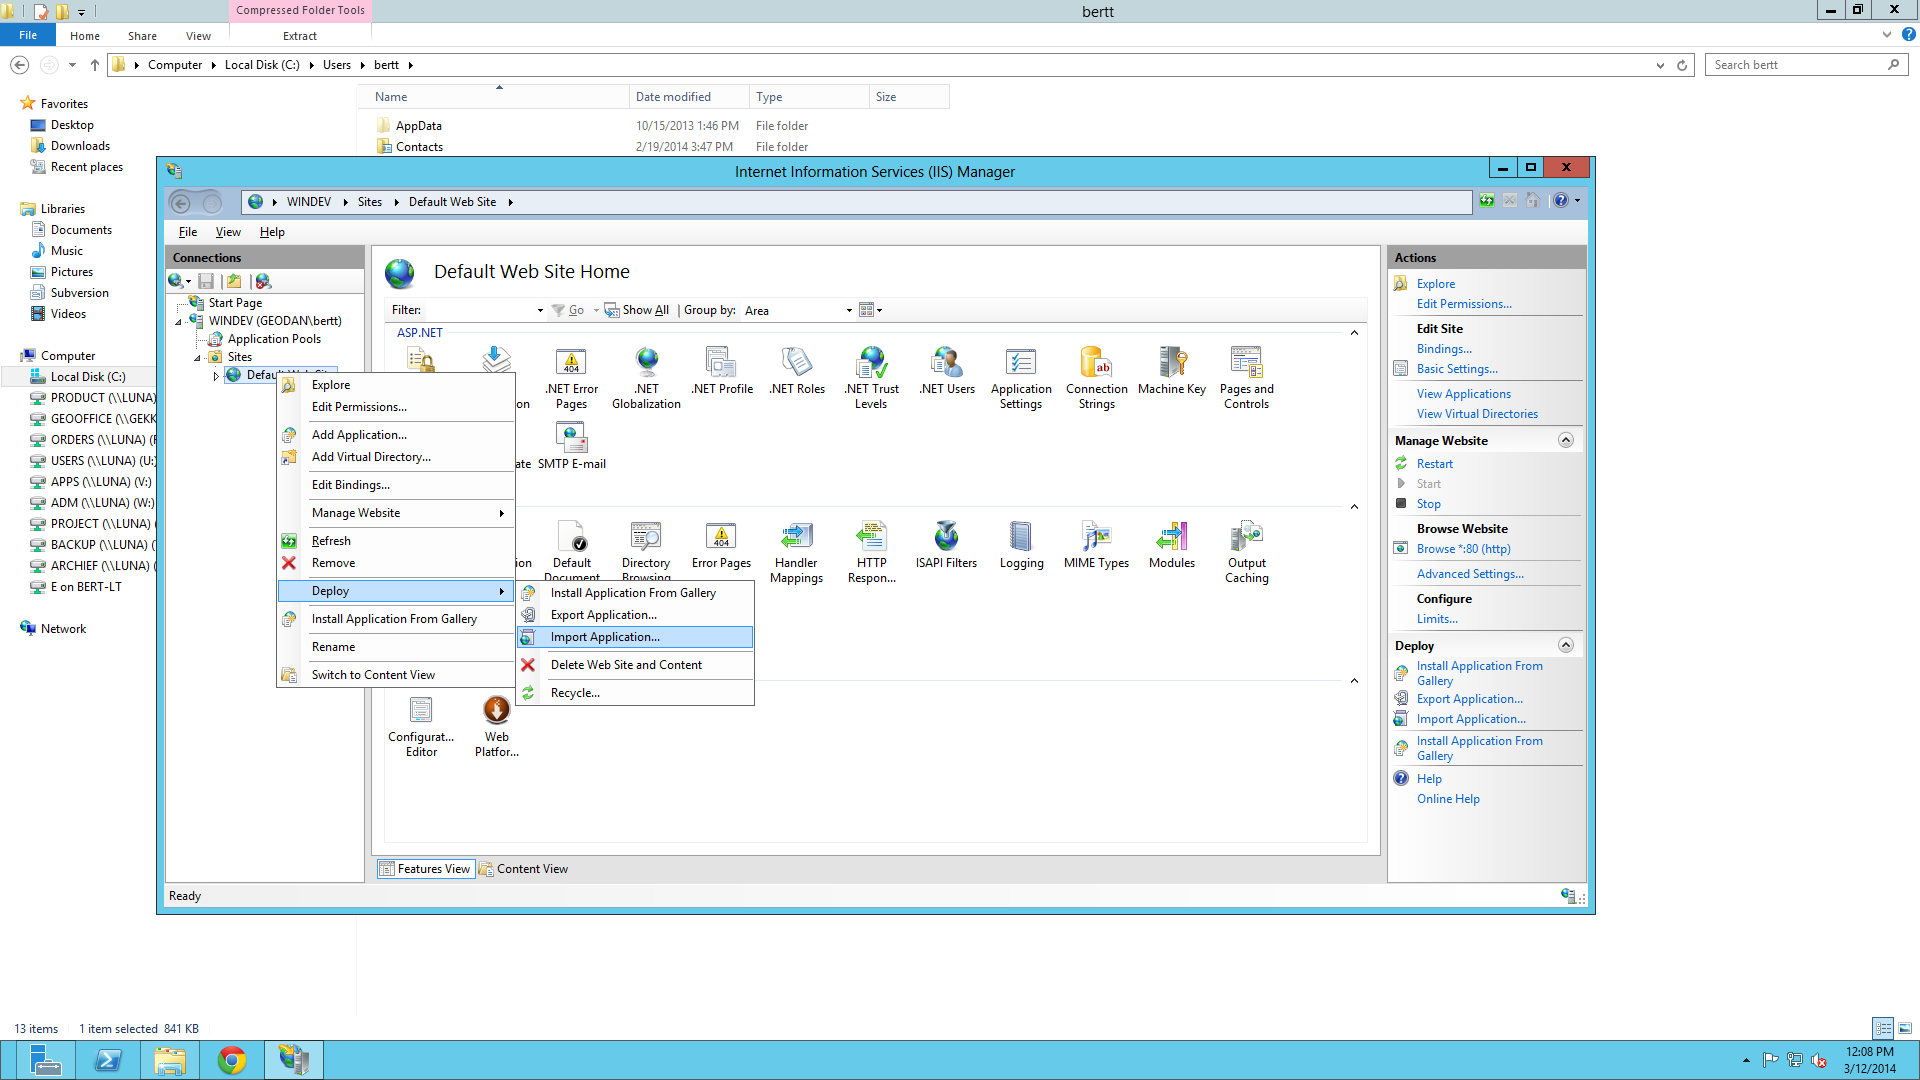 Compressed Folder Tools
bertt
File
Home
Share
View
Extract
Computer
Local Disk (C:)
Users
bertt
Search bertt
Name
Date modified
Type
Size
Favorites
Desktop
Downloads
Recent places
Libraries
Documents
Music
Pictures
Subversion
Videos
Computer
Local Disk (C:)
PRODUCT (\\LUNA)
GEOOFFICE (\\GEKK
ORDERS (\\LUNA) (
USERS (\\LUNA) (U:)
APPS (\\LUNA) (V:)
ADM (\\LUNA) (W:)
PROJECT (\\LUNA) (
BACKUP (\\LUNA) (
ARCHIEF (\\LUNA) (
E on BERT-LT
Network
AppData 10/15/2013 1:46 PM File folder
Contacts 2/19/2014 3:47 PM File folder
Internet Information Services (IIS) Manager
WINDEV
Sites
Default Web Site
File
View
Help
Connections
Start Page
WINDEV (GEODAN\bertt)
Application Pools
Sites
Default Web Site
Explore
Edit Permissions...
Add Application...
Add Virtual Directory...
Edit Bindings...
Manage Website
Refresh
Remove
Deploy
Install Application From Gallery
Rename
Switch to Content View
Install Application From Gallery
Export Application...
Import Application...
Delete Web Site and Content
Recycle...
Default Web Site Home
Filter:
Go
Show All
Group by:
Area
ASP.NET
on
.NET Error
Pages
.NET
Globalization
.NET Profile
.NET Roles
.NET Trust
Levels
.NET Users
Application
Settings
Connection
Strings
Machine Key
Pages and
Controls
ate
SMTP E-mail
ion
Default
Document
Directory
Browsing
Error Pages
Handler
Mappings
HTTP
Respon...
ISAPI Filters
Logging
MIME Types
Modules
Output
Caching
Configurat...
Editor
Web
Platfor...
Features View
Content View
Ready
Actions
Explore
Edit Permissions...
Edit Site
Bindings...
Basic Settings...
View Applications
View Virtual Directories
Manage Website
Restart
Start
Stop
Browse Website
Browse *:80 (http)
Advanced Settings...
Configure
Limits...
Deploy
Install Application From
Gallery
Export Application...
Import Application...
Install Application From
Gallery
Help
Online Help
13 items
1 item selected 841 KB
12:08 PM
3/12/2014